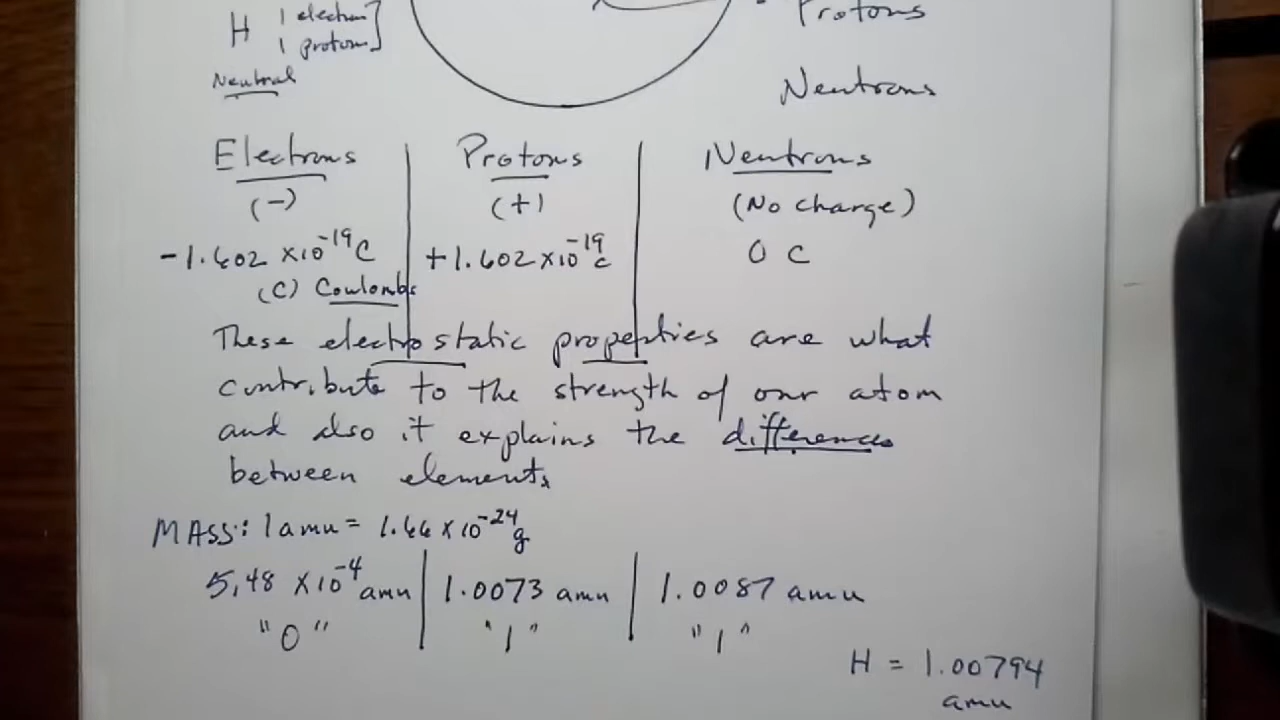 H 1 electron
1 proton
Neutral
Protons
Neutrons
Electrons Protons Neutrons
(-) (+) (No charge)
-1.602 ×10⁻¹⁹C +1.602×10⁻¹⁹C 0 C
(C) Coulombs
These electrostatic properties are what
contribute to the strength of our atom
and also it explains the differences
between elements
MASS: 1 amu = 1.66 × 10⁻²⁴g
5,48 ×10⁻⁴ amu 1.0073 amu 1.0087 amu
"0" "1" "1"
H = 1.00794
amu